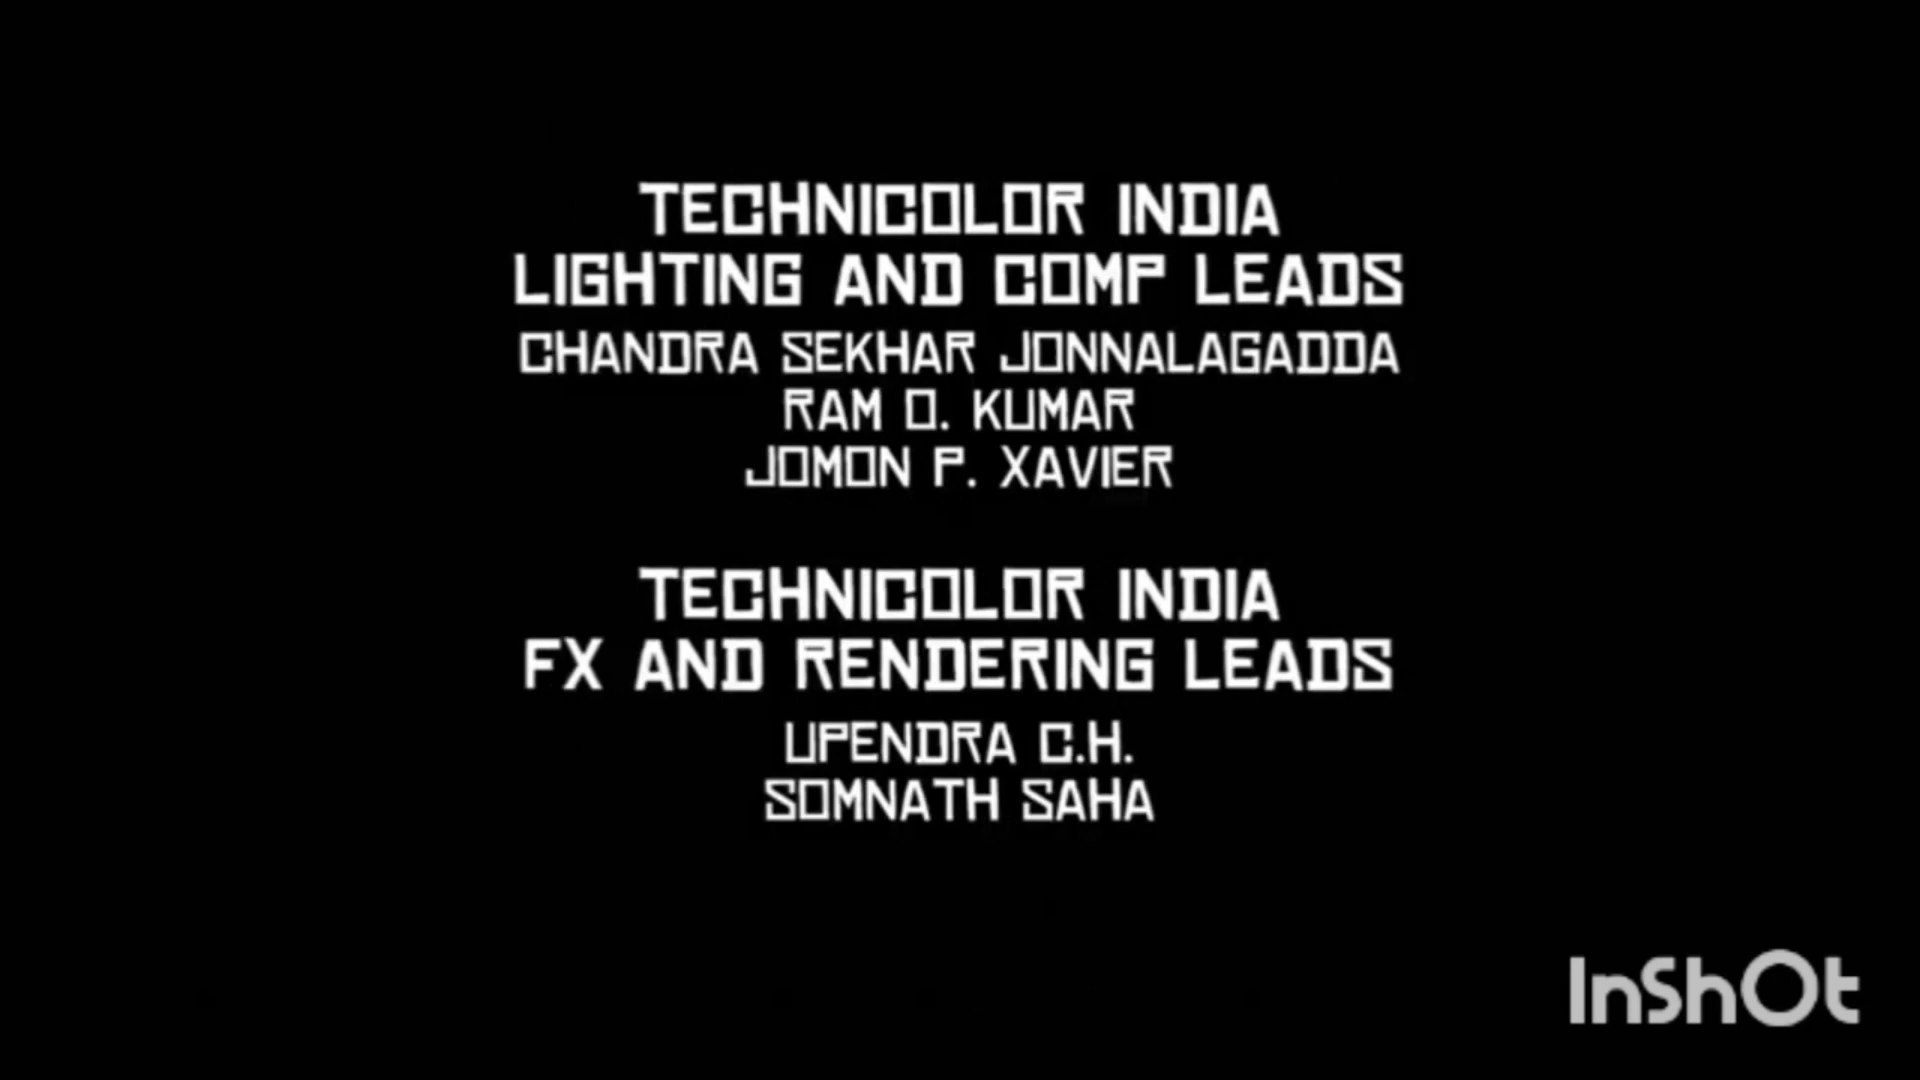 TECHNICOLOR INDIA
LIGHTING AND COMP LEADS
CHANDRA SEKHAR JONNALAGADDA
RAM O. KUMAR
JOMON P. XAVIER
TECHNICOLOR INDIA
FX AND RENDERING LEADS
UPENDRA C.H.
SOMNATH SAHA
InShOt